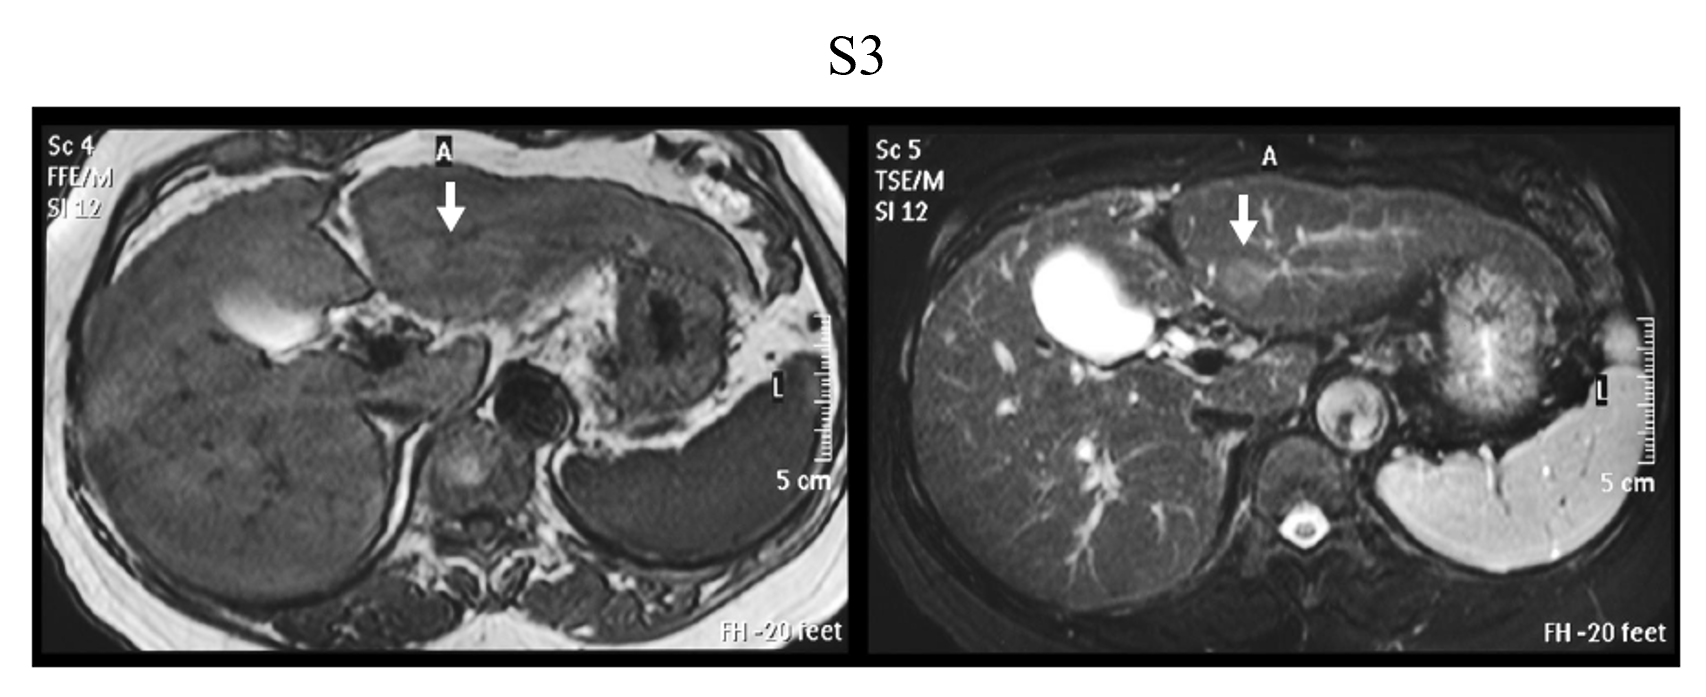 S3
Sc 4
FFE/M
SI 12
A
L
5 cm
FH -20 feet
Sc 5
TSE/M
SI 12
A
L
5 cm
FH -20 feet